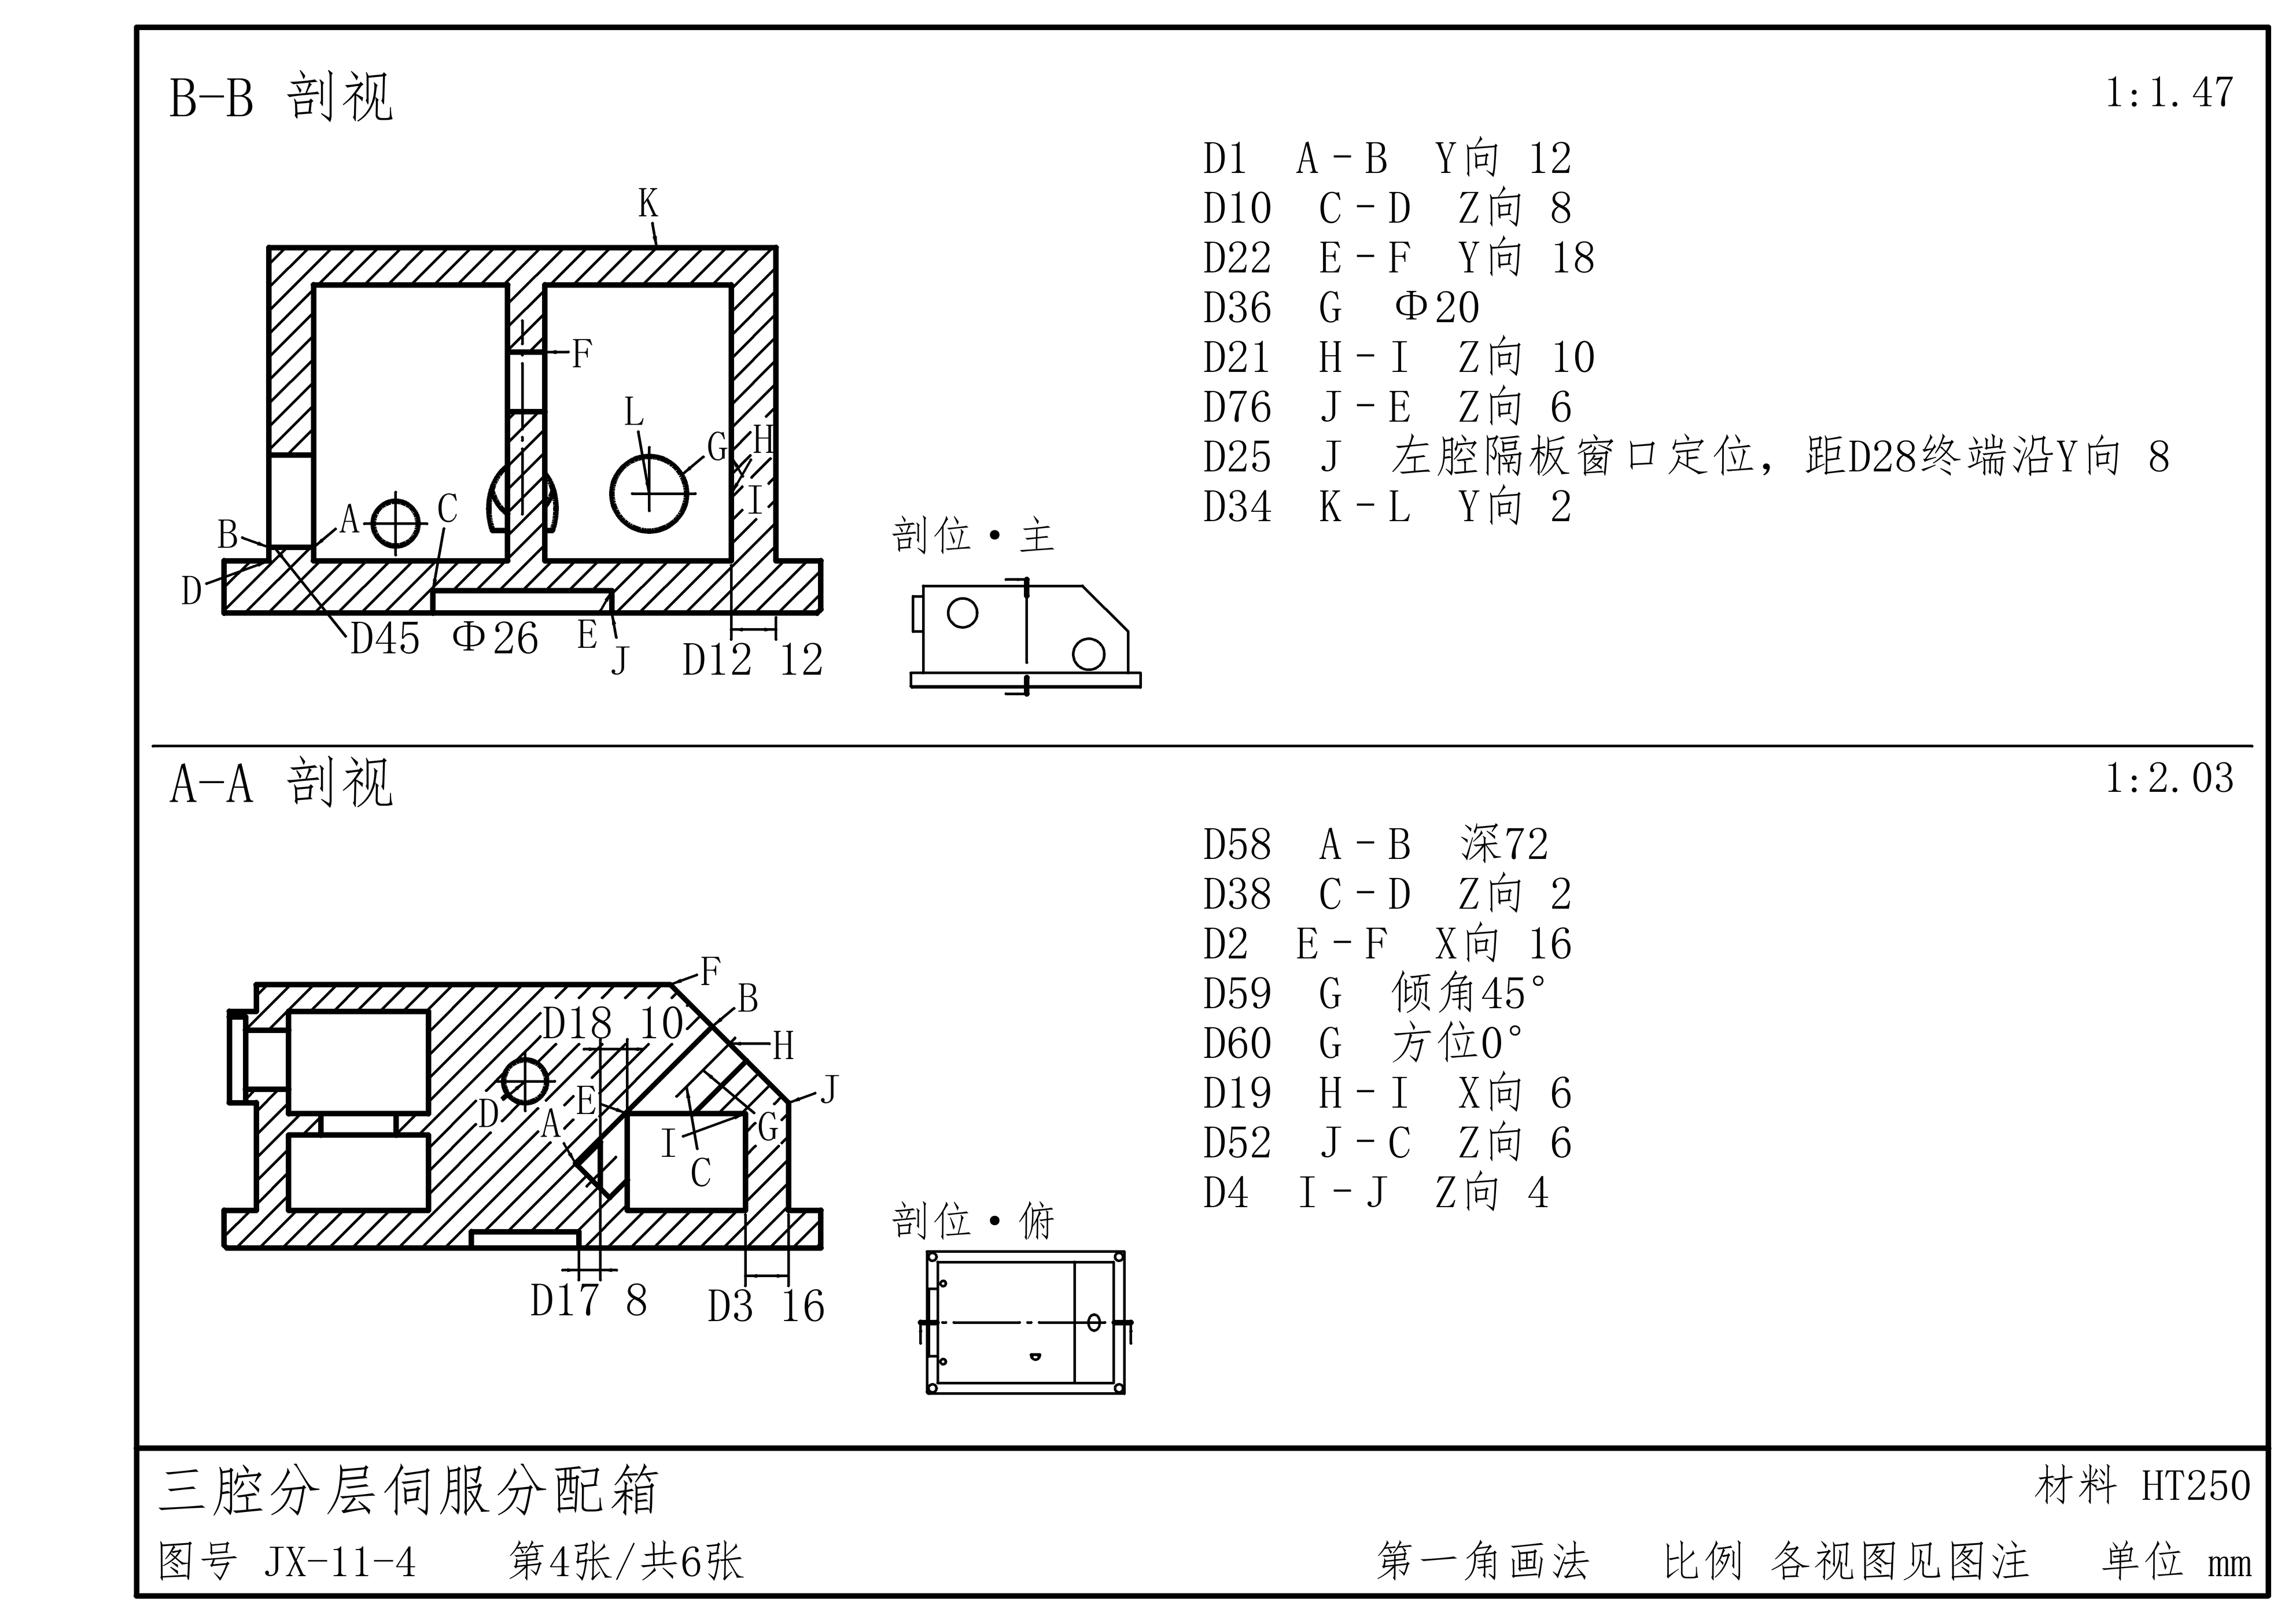 B-B 剖视
1:1.47
D1 A-B Y向 12
D10 C-D Z向 8
D22 E-F Y向 18
D36 G Φ20
D21 H-I Z向 10
D76 J-E Z向 6
D25 J 左腔隔板窗口定位, 距D28终端沿Y向 8
D34 K-L Y向 2
K
F
L
G
H
I
C
A
B
D
D45 Φ26
E
J
D12 12
剖位·主
A-A 剖视
1:2.03
D58 A-B 深72
D38 C-D Z向 2
D2 E-F X向 16
D59 G 倾角45°
D60 G 方位0°
D19 H-I X向 6
D52 J-C Z向 6
D4 I-J Z向 4
F
B
D18 10
H
J
E
D
A
G
I
C
D17 8
D3 16
剖位·俯
三腔分层伺服分配箱
材料 HT250
图号 JX-11-4 第4张/共6张
第一角画法 比例 各视图见图注 单位 mm